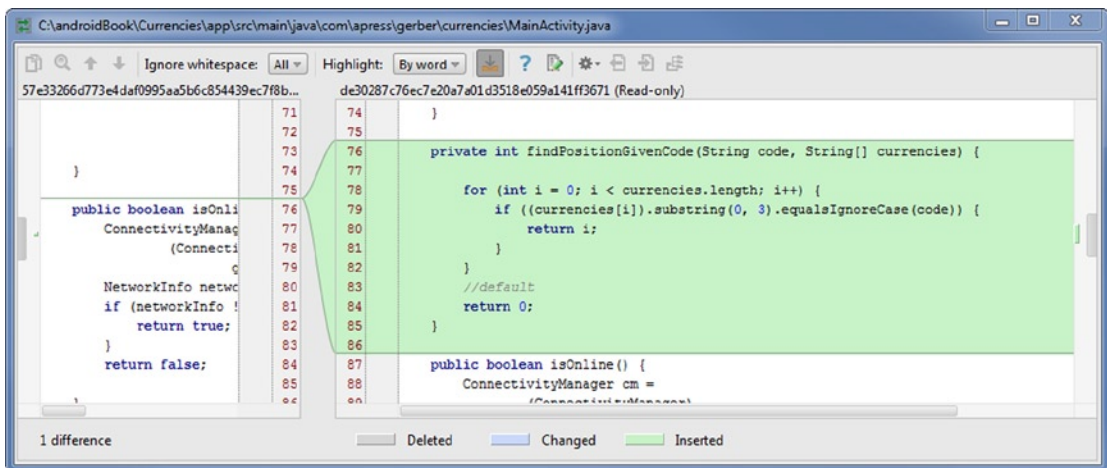 C:\androidBook\Currencies\app\src\main\java\com\apress\gerber\currencies\MainActivity.java
Ignore whitespace: All Highlight: By word ?
57e33266d773e4daf0995aa5b6c854439ec7f8b... de30287c76ec7e20a7a01d3518e059a141ff3671 (Read-only)
71 74 }
72 75
73 76 private int findPositionGivenCode(String code, String[] currencies) {
} 74 77
75 78 for (int i = 0; i < currencies.length; i++) {
public boolean isOnli 76 79 if ((currencies[i]).substring(0, 3).equalsIgnoreCase(code)) {
ConnectivityManag 77 80 return i;
(Connecti 78 81 }
g 79 82 }
NetworkInfo netwo 80 83 //default
if (networkInfo ! 81 84 return 0;
return true; 82 85 }
} 83 86
return false; 84 87 public boolean isOnline() {
85 88 ConnectivityManager cm =
} 86 89 (ConnectivityManager)
1 difference Deleted Changed Inserted